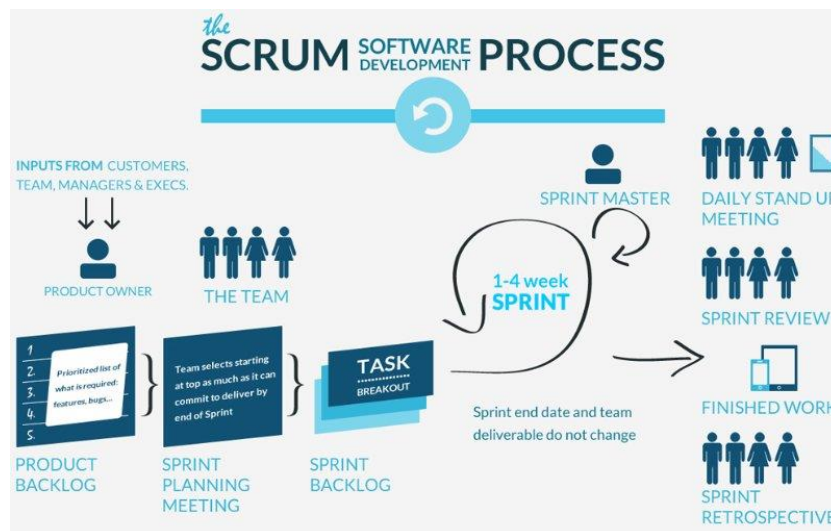 the
SCRUM SOFTWARE DEVELOPMENT PROCESS
INPUTS FROM CUSTOMERS,
TEAM, MANAGERS & EXECS.
PRODUCT OWNER
THE TEAM
SPRINT MASTER
1-4 week
SPRINT
DAILY STAND U
MEETING
SPRINT REVIEW
FINISHED WORK
SPRINT
RETROSPECTIVE
1
2.
3.
4.
5.
Prioritized list of
what is required:
features, bugs...
PRODUCT
BACKLOG
Team selects starting
at top as much as it can
commit to deliver by
end of Sprint
SPRINT
PLANNING
MEETING
TASK
BREAKOUT
SPRINT
BACKLOG
Sprint end date and team
deliverable do not change